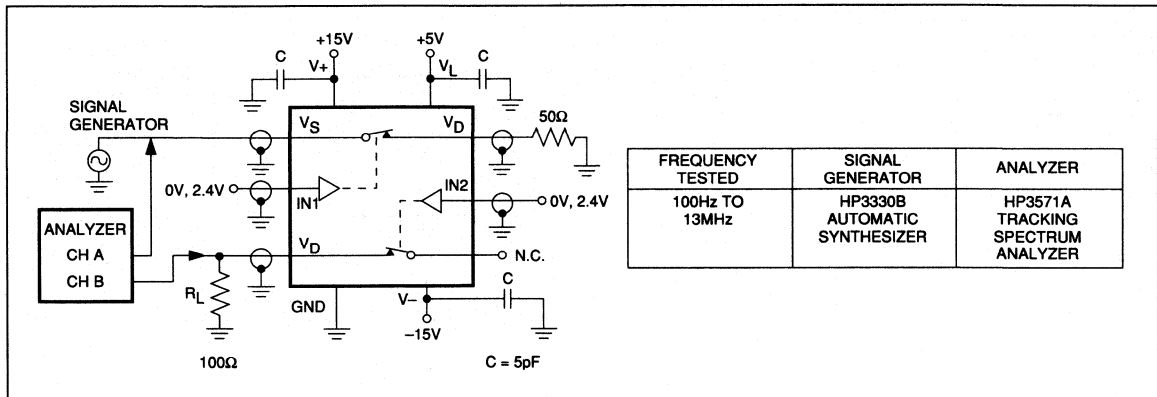 +15V
+5V
C
V+
VL
C
SIGNAL
GENERATOR
VS
VD
50Ω
0V, 2.4V
IN1
IN2
0V, 2.4V
ANALYZER
CH A
CH B
VD
N.C.
RL
100Ω
GND
V–
C
–15V
C = 5pF
FREQUENCY
TESTED
SIGNAL
GENERATOR
ANALYZER
100Hz TO
13MHz
HP3330B
AUTOMATIC
SYNTHESIZER
HP3571A
TRACKING
SPECTRUM
ANALYZER